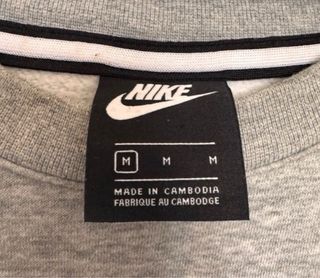 NIKE
M M M
MADE IN CAMBODIA
FABRIQUE AU CAMBODGE